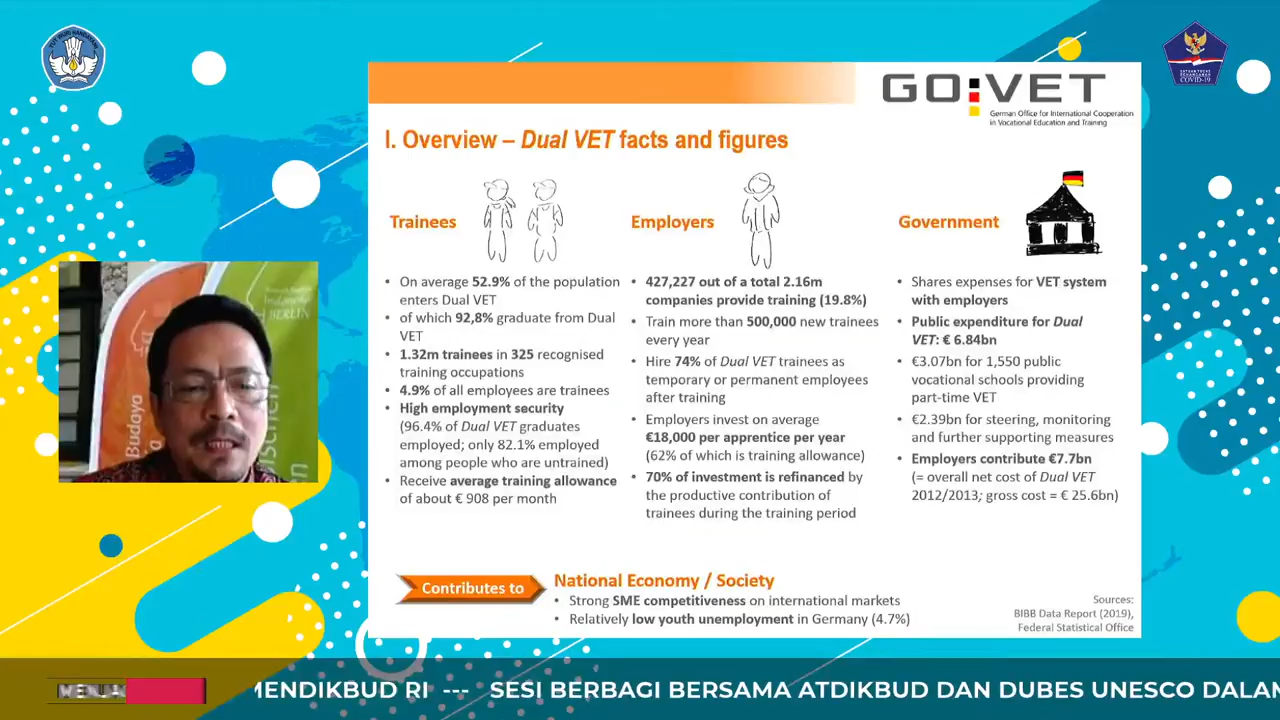 TUT WURI HANDAYANI
COVID-19
GO:VET
German Office for International Cooperation
in Vocational Education and Training
I. Overview – Dual VET facts and figures
Trainees
• On average 52.9% of the population
enters Dual VET
• of which 92,8% graduate from Dual
VET
• 1.32m trainees in 325 recognised
training occupations
• 4.9% of all employees are trainees
• High employment security
(96.4% of Dual VET graduates
employed; only 82.1% employed
among people who are untrained)
• Receive average training allowance
of about € 908 per month
Employers
• 427,227 out of a total 2.16m
companies provide training (19.8%)
• Train more than 500,000 new trainees
every year
• Hire 74% of Dual VET trainees as
temporary or permanent employees
after training
• Employers invest on average
€18,000 per apprentice per year
(62% of which is training allowance)
• 70% of investment is refinanced by
the productive contribution of
trainees during the training period
Government
• Shares expenses for VET system
with employers
• Public expenditure for Dual
VET: € 6.84bn
• €3.07bn for 1,550 public
vocational schools providing
part-time VET
• €2.39bn for steering, monitoring
and further supporting measures
• Employers contribute €7.7bn
(= overall net cost of Dual VET
2012/2013; gross cost = € 25.6bn)
Contributes to
National Economy / Society
• Strong SME competitiveness on international markets
• Relatively low youth unemployment in Germany (4.7%)
Sources:
BIBB Data Report (2019),
Federal Statistical Office
Budaya
BERLIN
MENDIKBUD RI --- SESI BERBAGI BERSAMA ATDIKBUD DAN DUBES UNESCO DALAM